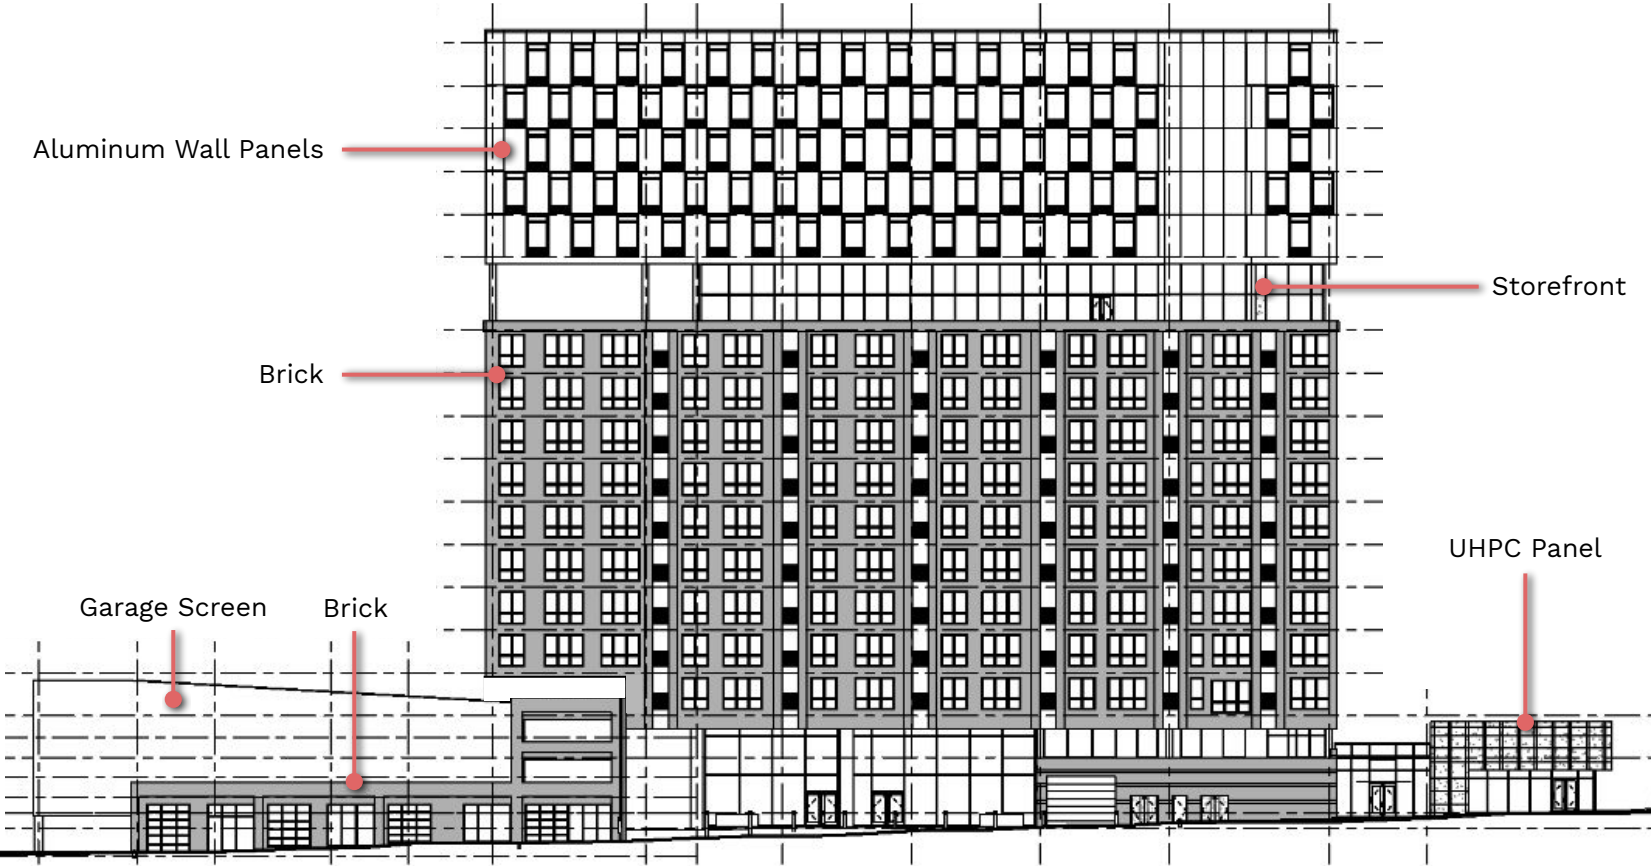 Aluminum Wall Panels
Storefront
Brick
UHPC Panel
Garage Screen
Brick